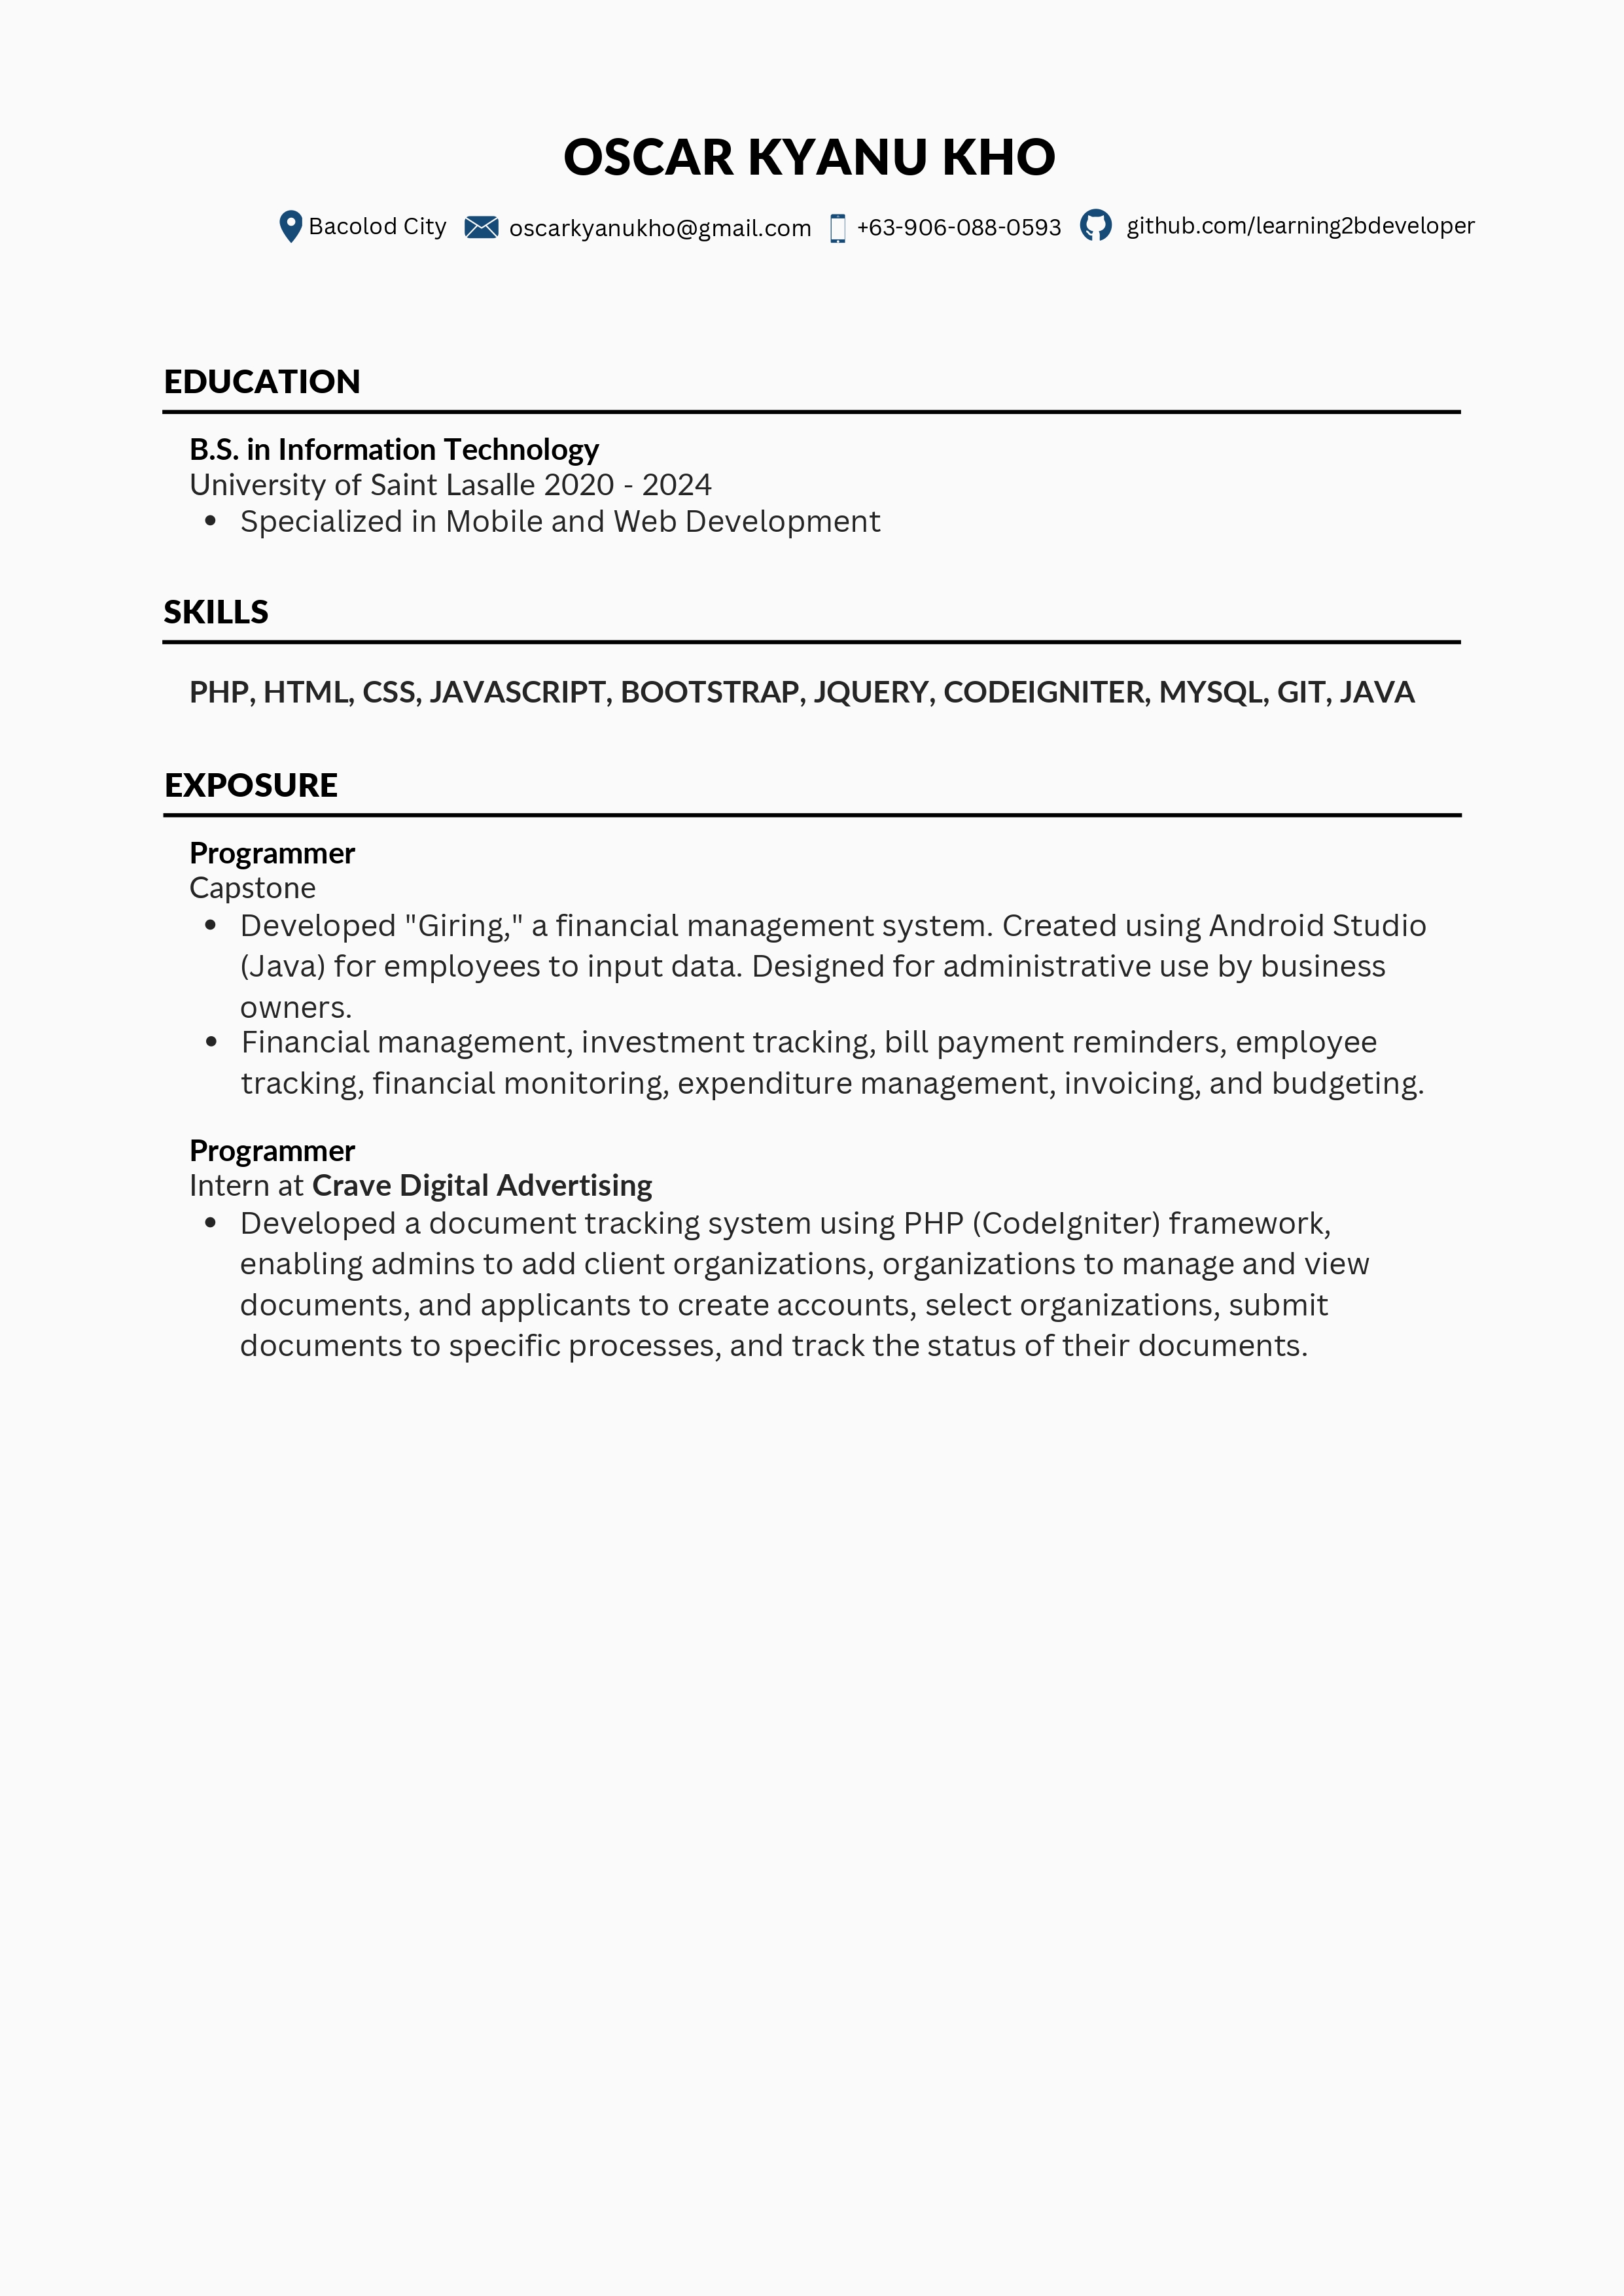 OSCAR KYANU KHO
Bacolod City oscarkyanukho@gmail.com +63-906-088-0593 github.com/learning2bdeveloper
EDUCATION
B.S. in Information Technology
University of Saint Lasalle 2020 - 2024
• Specialized in Mobile and Web Development
SKILLS
PHP, HTML, CSS, JAVASCRIPT, BOOTSTRAP, JQUERY, CODEIGNITER, MYSQL, GIT, JAVA
EXPOSURE
Programmer
Capstone
• Developed "Giring," a financial management system. Created using Android Studio
(Java) for employees to input data. Designed for administrative use by business
owners.
• Financial management, investment tracking, bill payment reminders, employee
tracking, financial monitoring, expenditure management, invoicing, and budgeting.
Programmer
Intern at Crave Digital Advertising
• Developed a document tracking system using PHP (CodeIgniter) framework,
enabling admins to add client organizations, organizations to manage and view
documents, and applicants to create accounts, select organizations, submit
documents to specific processes, and track the status of their documents.